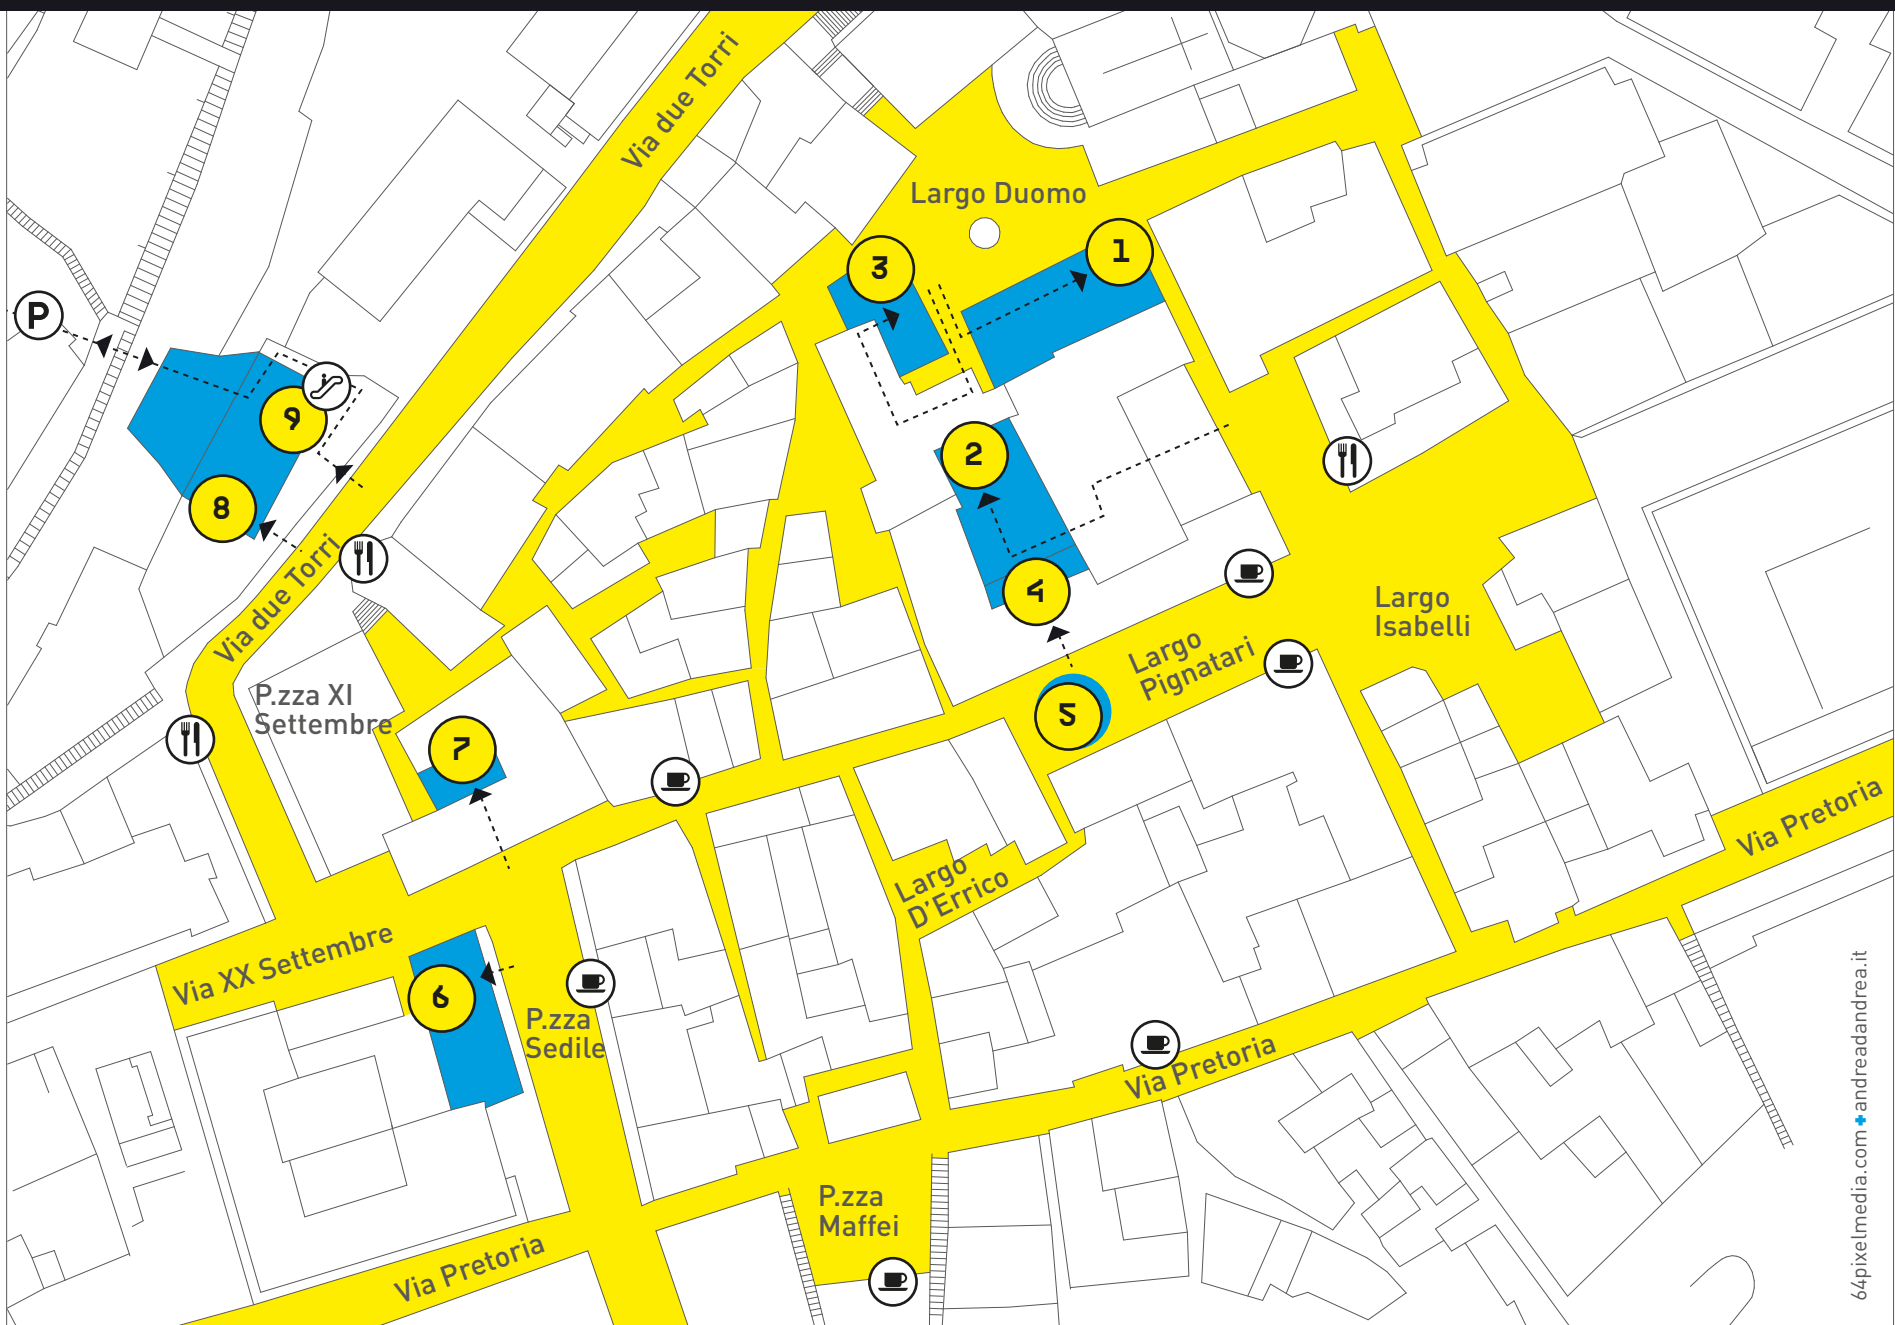 Via due Torri
Largo Duomo
1
3
P
2
9
8
4
Via due Torri
Largo
Isabelli
Largo
Pignatari
P.zza XI
Settembre
5
7
Via Pretoria
Largo
D'Errico
Via XX Settembre
6
P.zza
Sedile
Via Pretoria
P.zza
Maffei
Via Pretoria
64pixelmedia.com+andreadandrea.it